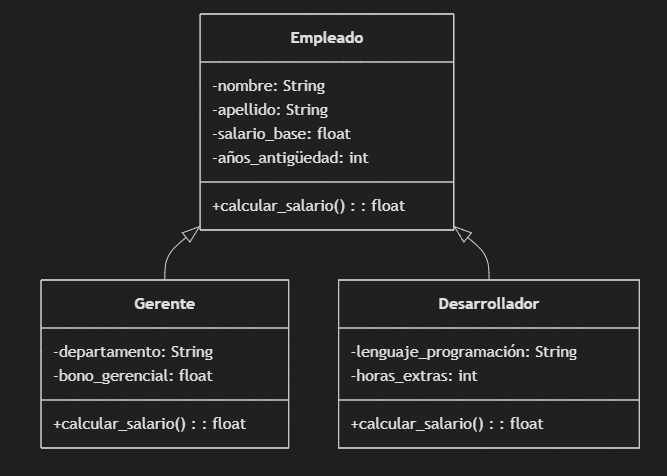 Empleado
-nombre: String
-apellido: String
-salario_base: float
-años_antigüedad: int
+calcular_salario() : : float
Gerente
-departamento: String
-bono_gerencial: float
+calcular_salario() : : float
Desarrollador
-lenguaje_programación: String
-horas_extras: int
+calcular_salario() : : float